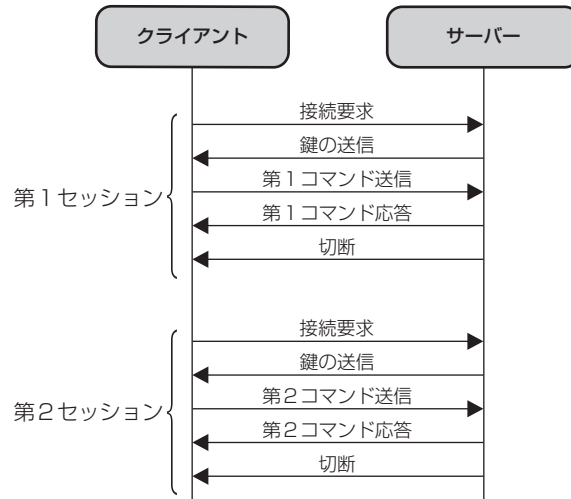 クライアント
サーバー
第1セッション
接続要求
鍵の送信
第1コマンド送信
第1コマンド応答
切断
第2セッション
接続要求
鍵の送信
第2コマンド送信
第2コマンド応答
切断